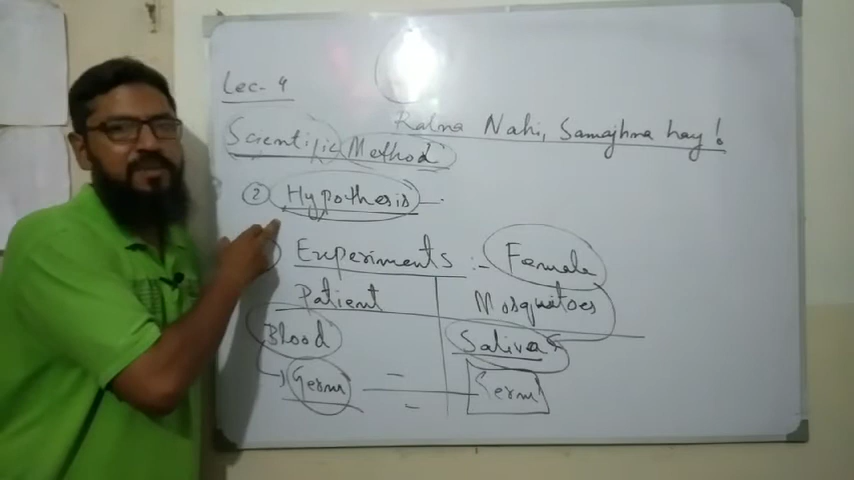 Lec-4
Ratna Nahi, Samajhna hay!
Scientific Method
② Hypothesis
Experiments :- Female
Patient Mosquitoes
Blood Saliva
Germ = Germ